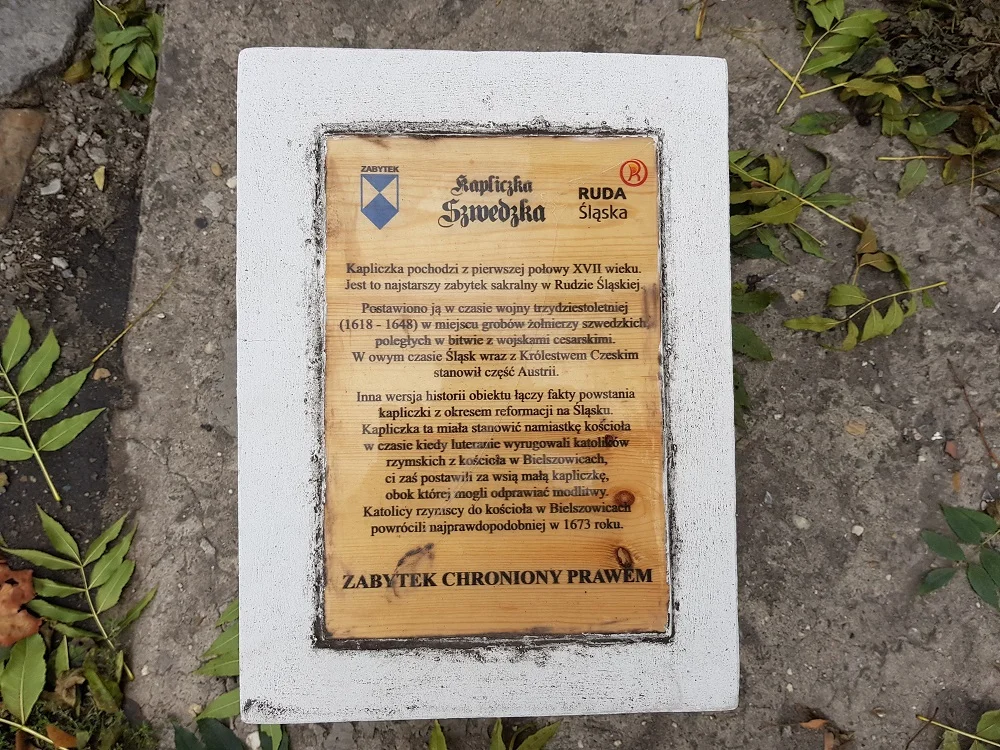 ZABYTEK
Kapliczka
Szwedzka
RUDA
Śląska
Kapliczka pochodzi z pierwszej połowy XVII wieku.
Jest to najstarszy zabytek sakralny w Rudzie Śląskiej.
Postawiono ją w czasie wojny trzydziestoletniej
(1618 - 1648) w miejscu grobów żołnierzy szwedzkich,
poległych w bitwie z wojskami cesarskimi.
W owym czasie Śląsk wraz z Królestwem Czeskim
stanowił część Austrii.
Inna wersja historii obiektu łączy fakty powstania
kapliczki z okresem reformacji na Śląsku.
Kapliczka ta miała stanowić namiastkę kościoła
w czasie kiedy luteranie wyrugowali katolików
rzymskich z kościoła w Bielszowicach,
ci zaś postawili za wsią małą kapliczkę,
obok której mogli odprawiać modlitwy.
Katolicy rzymscy do kościoła w Bielszowicach
powrócili najprawdopodobniej w 1673 roku.
ZABYTEK CHRONIONY PRAWEM